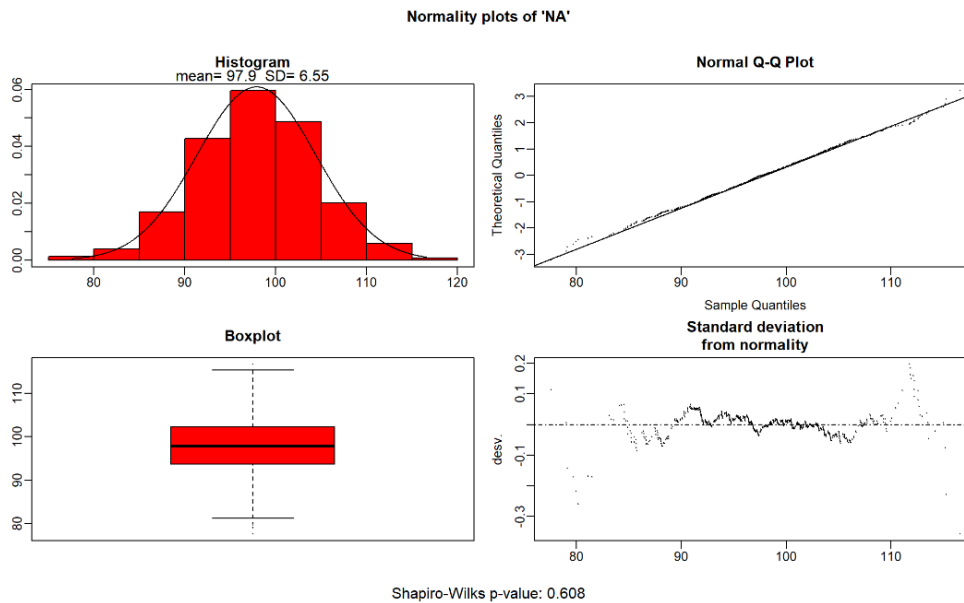 Normality plots of 'NA'
Histogram
mean= 97.9 SD= 6.55
0.00 0.02 0.04 0.06
80 90 100 110 120
Normal Q-Q Plot
Theoretical Quantiles
-3 -2 -1 0 1 2 3
80 90 100 110
Sample Quantiles
Boxplot
80 90 100 110
Standard deviation
from normality
desv.
-0.3 -0.1 0.1 0.2
80 90 100 110
Shapiro-Wilks p-value: 0.608